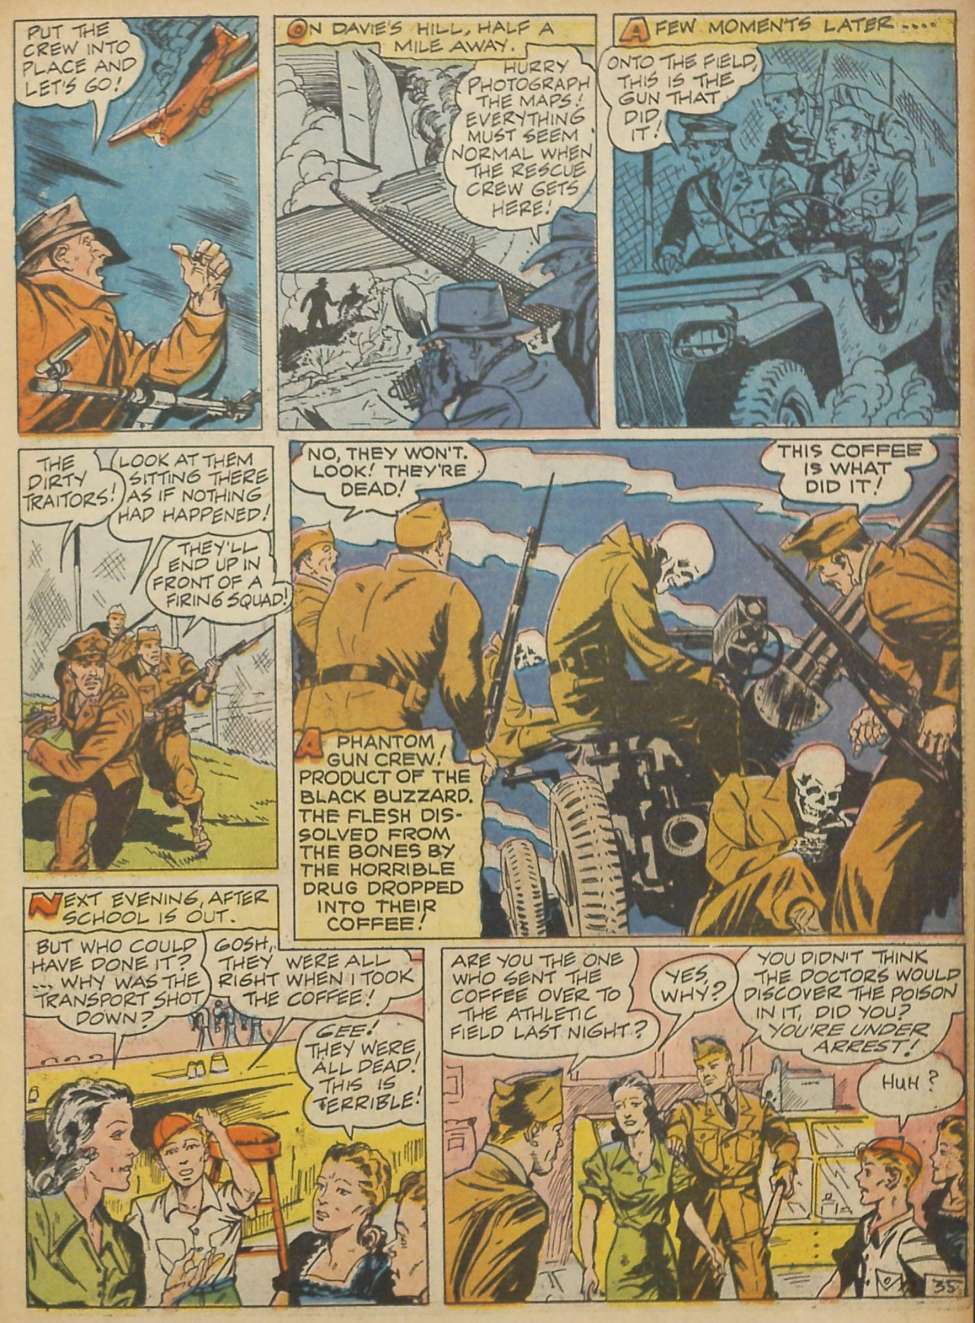 PUT THE
CREW INTO
PLACE AND
LET'S GO!
ON DAVIE'S HILL, HALF A
MILE AWAY.
HURRY
PHOTOGRAPH
THE MAPS!
EVERYTHING
MUST SEEM
NORMAL WHEN
THE RESCUE
CREW GETS
HERE!
A FEW MOMENTS LATER ....
ONTO THE FIELD,
THIS IS THE
GUN THAT
DID
IT!
THE
DIRTY
TRAITORS!
LOOK AT THEM
SITTING THERE
AS IF NOTHING
HAD HAPPENED!
THEY'LL
END UP IN
FRONT OF A
FIRING SQUAD!
NO, THEY WON'T.
LOOK! THEY'RE
DEAD!
THIS COFFEE
IS WHAT
DID IT!
A PHANTOM
GUN CREW!
PRODUCT OF THE
BLACK BUZZARD.
THE FLESH DIS-
SOLVED FROM
THE BONES BY
THE HORRIBLE
DRUG DROPPED
INTO THEIR
COFFEE!
NEXT EVENING, AFTER
SCHOOL IS OUT.
BUT WHO COULD
HAVE DONE IT?
... WHY WAS THE
TRANSPORT SHOT
DOWN?
GOSH,
THEY WERE ALL
RIGHT WHEN I TOOK
THE COFFEE!
GEE!
THEY WERE
ALL DEAD!
THIS IS
TERRIBLE!
ARE YOU THE ONE
WHO SENT THE
COFFEE OVER TO
THE ATHLETIC
FIELD LAST NIGHT?
YES,
WHY?
YOU DIDN'T THINK
THE DOCTORS WOULD
DISCOVER THE POISON
IN IT, DID YOU?
YOU'RE UNDER
ARREST!
HUH?
35